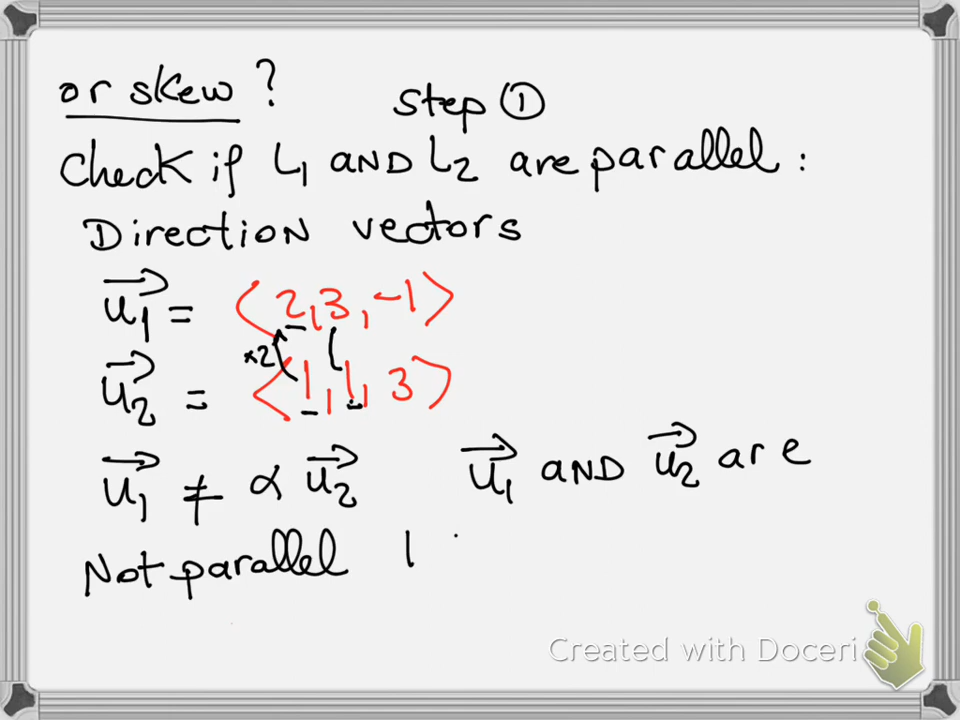 or skew ?
Step ①
Check if L₁ AND L₂ are parallel :
Direction vectors
u₁⃗ = <2, 3, -1>
×2
u₂⃗ = <1, 1, 3>
u₁⃗ ≠ α u₂⃗ u₁⃗ AND u₂⃗ are
Not parallel
Created with Doceri